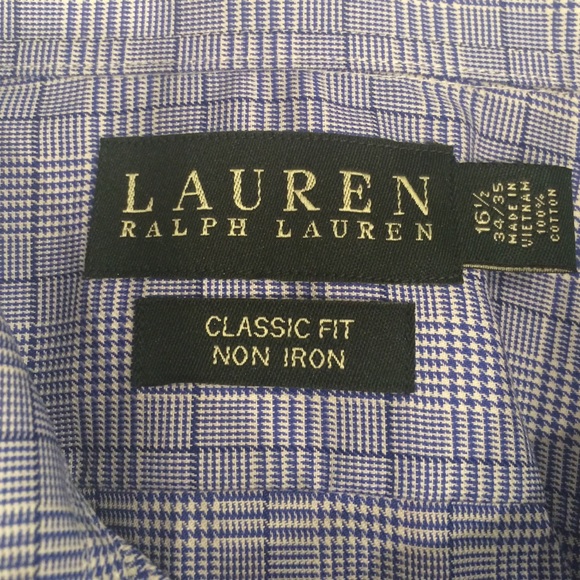 LAUREN
RALPH LAUREN
16½
34/35
MADE IN
VIETNAM
100%
COTTON
CLASSIC FIT
NON IRON